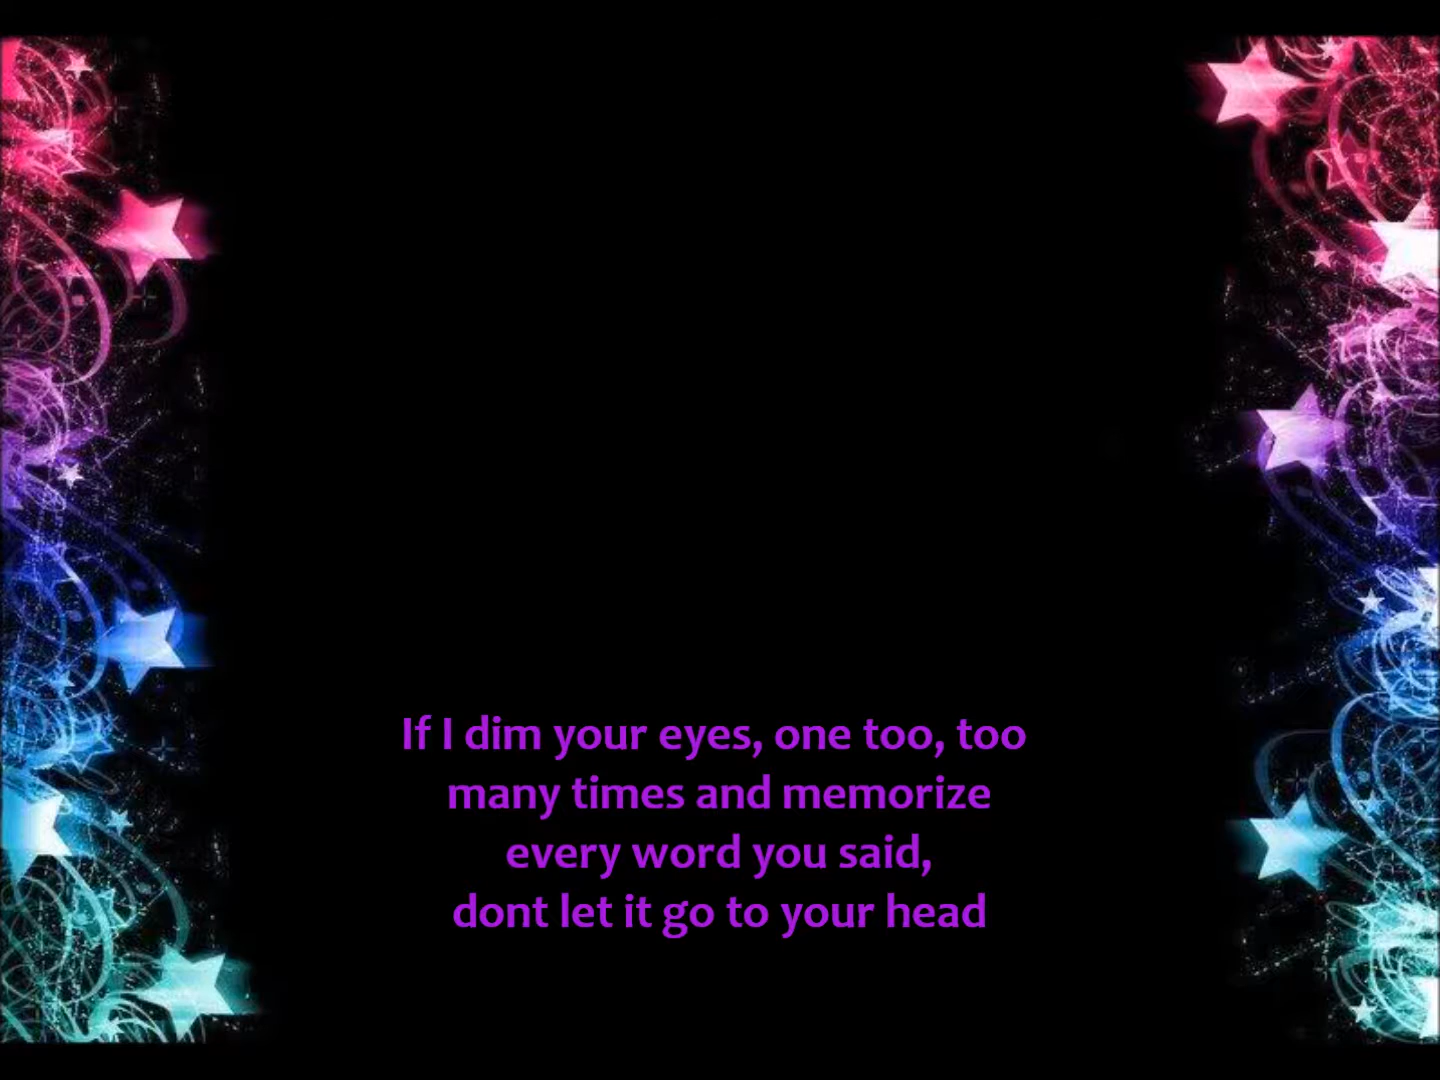 If I dim your eyes, one too, too
many times and memorize
every word you said,
dont let it go to your head